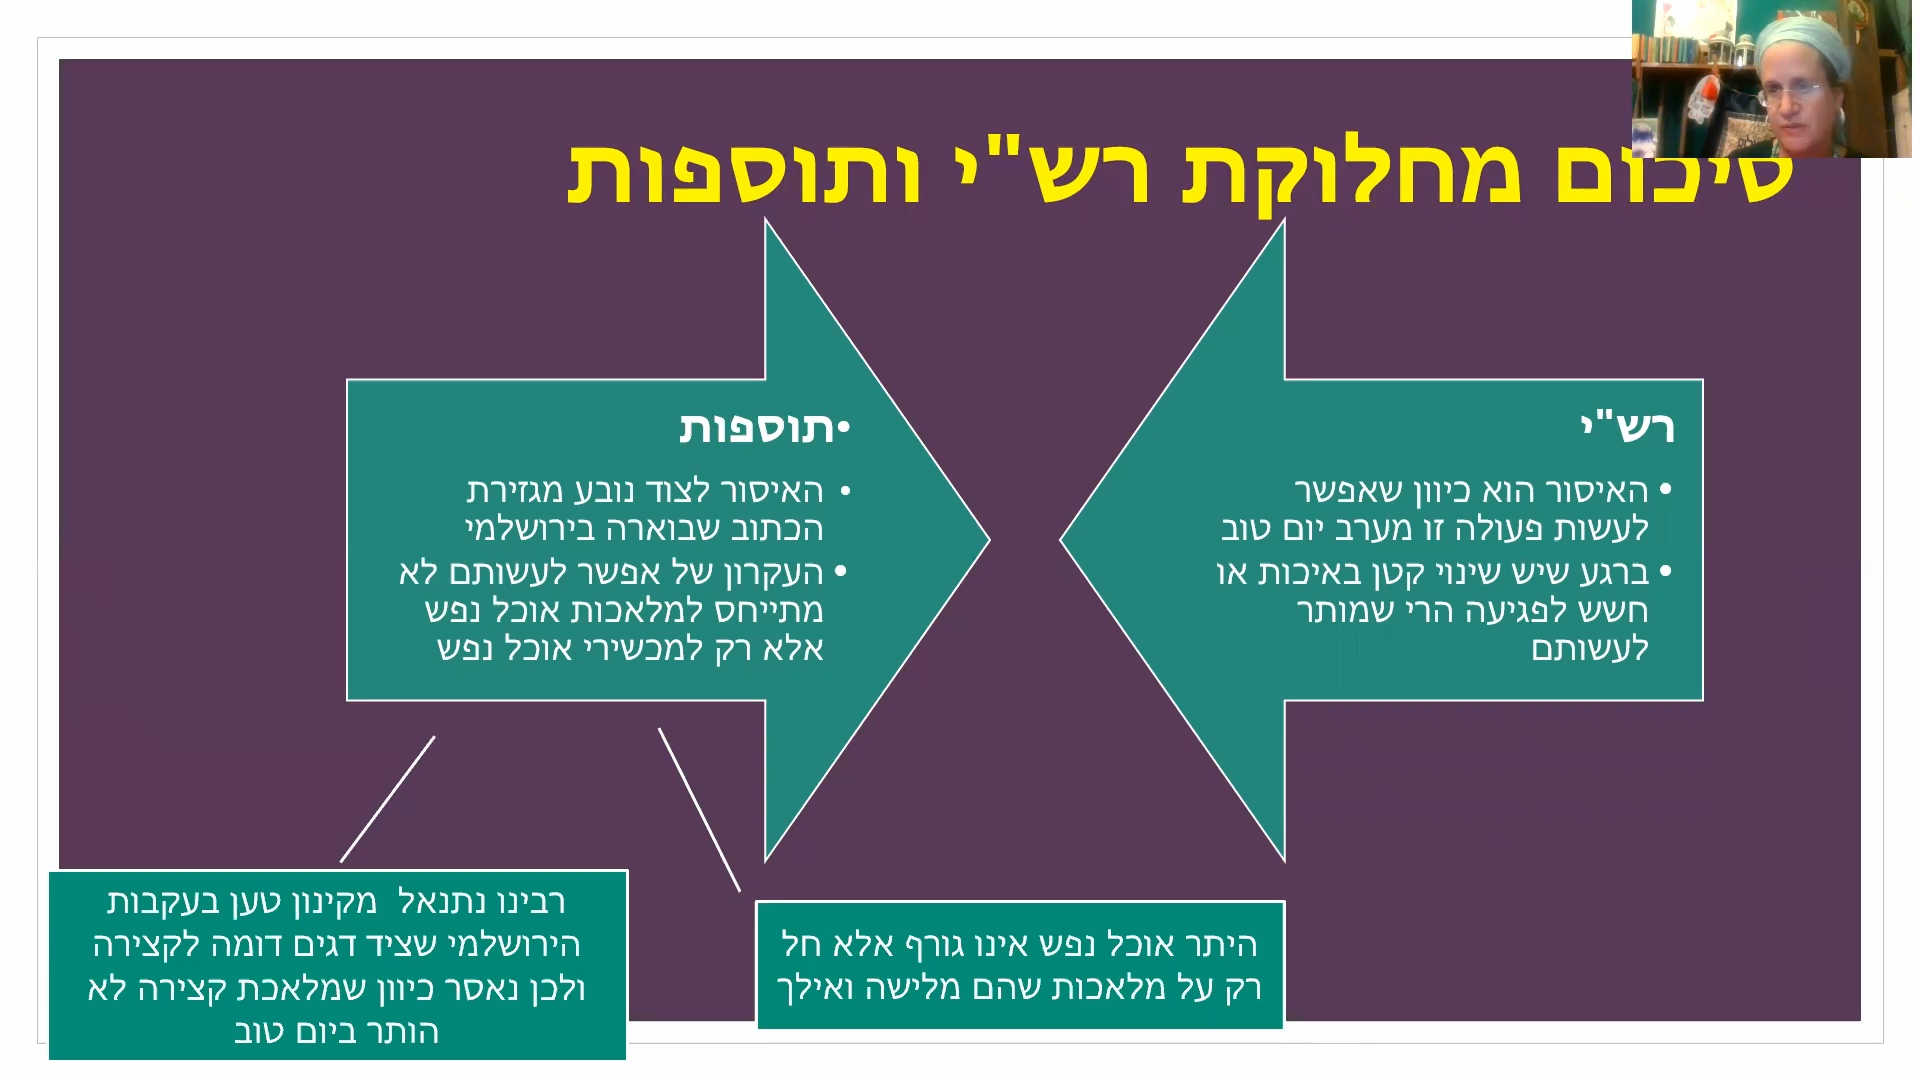 סיכום מחלוקת רש"י ותוספות
רש"י
• האיסור הוא כיוון שאפשר
לעשות פעולה זו מערב יום טוב
• ברגע שיש שינוי קטן באיכות או
חשש לפגיעה הרי שמותר
לעשותם
•תוספות
• האיסור לצוד נובע מגזירת
הכתוב שבוארה בירושלמי
• העקרון של אפשר לעשותם לא
מתייחס למלאכות אוכל נפש
אלא רק למכשירי אוכל נפש
היתר אוכל נפש אינו גורף אלא חל
רק על מלאכות שהם מלישה ואילך
רבינו נתנאל מקינון טען בעקבות
הירושלמי שציד דגים דומה לקצירה
ולכן נאסר כיוון שמלאכת קצירה לא
הותר ביום טוב